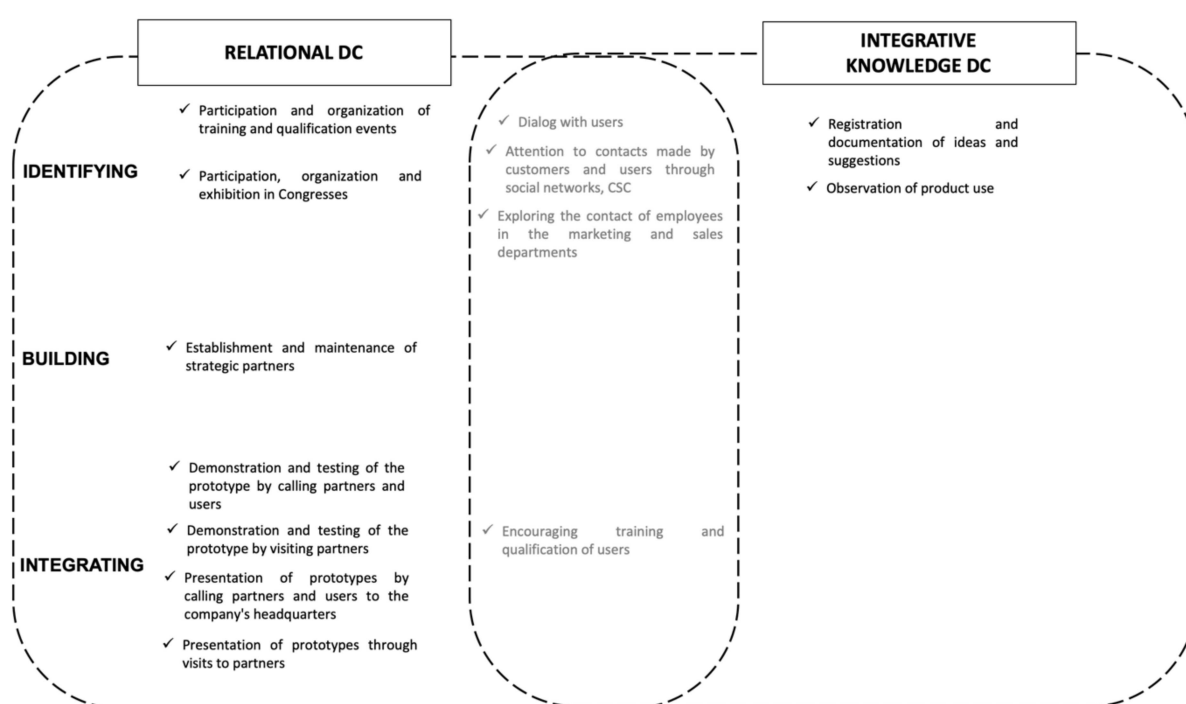 RELATIONAL DC
INTEGRATIVE
KNOWLEDGE DC
IDENTIFYING
✓ Participation and organization of
training and qualification events
✓ Participation, organization and
exhibition in Congresses
✓ Dialog with users
✓ Attention to contacts made by
customers and users through
social networks, CSC
✓ Exploring the contact of employees
in the marketing and sales
departments
✓ Registration and
documentation of ideas and
suggestions
✓ Observation of product use
BUILDING
✓ Establishment and maintenance of
strategic partners
INTEGRATING
✓ Demonstration and testing of the
prototype by calling partners and
users
✓ Demonstration and testing of the
prototype by visiting partners
✓ Presentation of prototypes by
calling partners and users to the
company's headquarters
✓ Presentation of prototypes through
visits to partners
✓ Encouraging training and
qualification of users